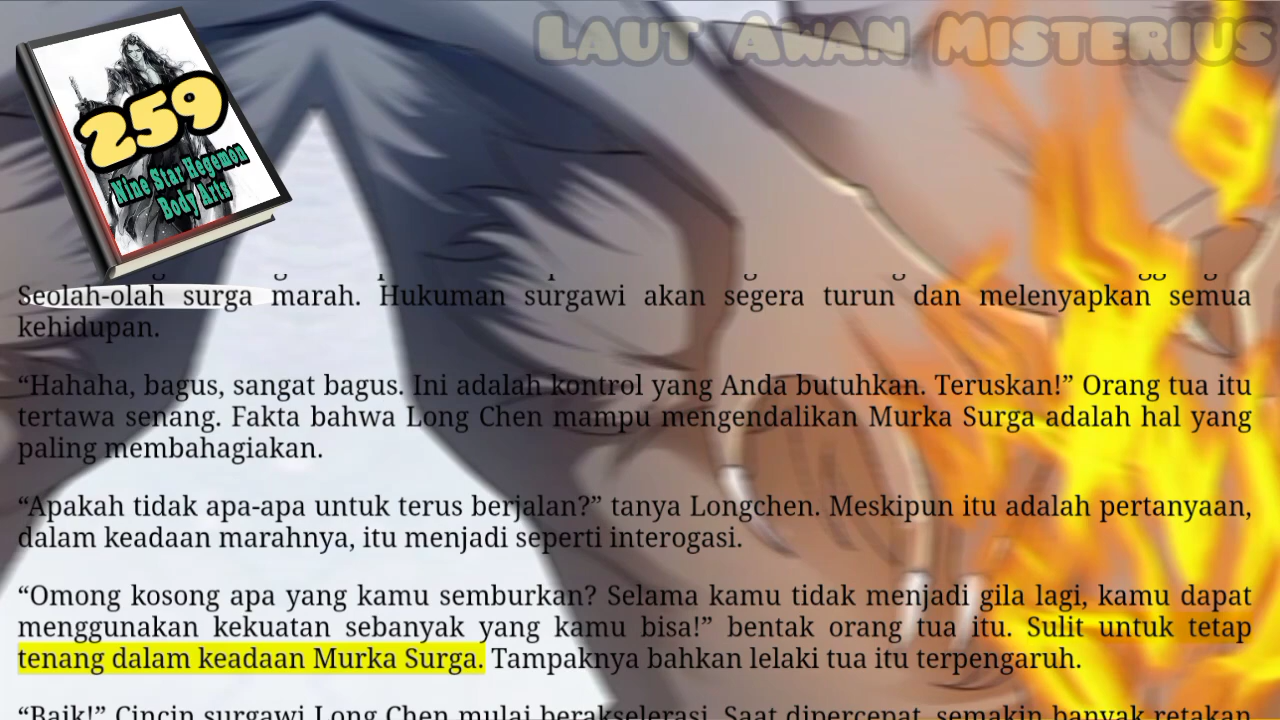 Laut Awan Misterius
259
Nine Star Hegemon
Body Arts
Seolah-olah surga marah. Hukuman surgawi akan segera turun dan melenyapkan semua
kehidupan.
“Hahaha, bagus, sangat bagus. Ini adalah kontrol yang Anda butuhkan. Teruskan!” Orang tua itu
tertawa senang. Fakta bahwa Long Chen mampu mengendalikan Murka Surga adalah hal yang
paling membahagiakan.
“Apakah tidak apa-apa untuk terus berjalan?” tanya Longchen. Meskipun itu adalah pertanyaan,
dalam keadaan marahnya, itu menjadi seperti interogasi.
“Omong kosong apa yang kamu semburkan? Selama kamu tidak menjadi gila lagi, kamu dapat
menggunakan kekuatan sebanyak yang kamu bisa!” bentak orang tua itu. Sulit untuk tetap
tenang dalam keadaan Murka Surga. Tampaknya bahkan lelaki tua itu terpengaruh.
“Baik!” Cincin surgawi Long Chen mulai berakselerasi. Saat dipercepat, semakin banyak retakan